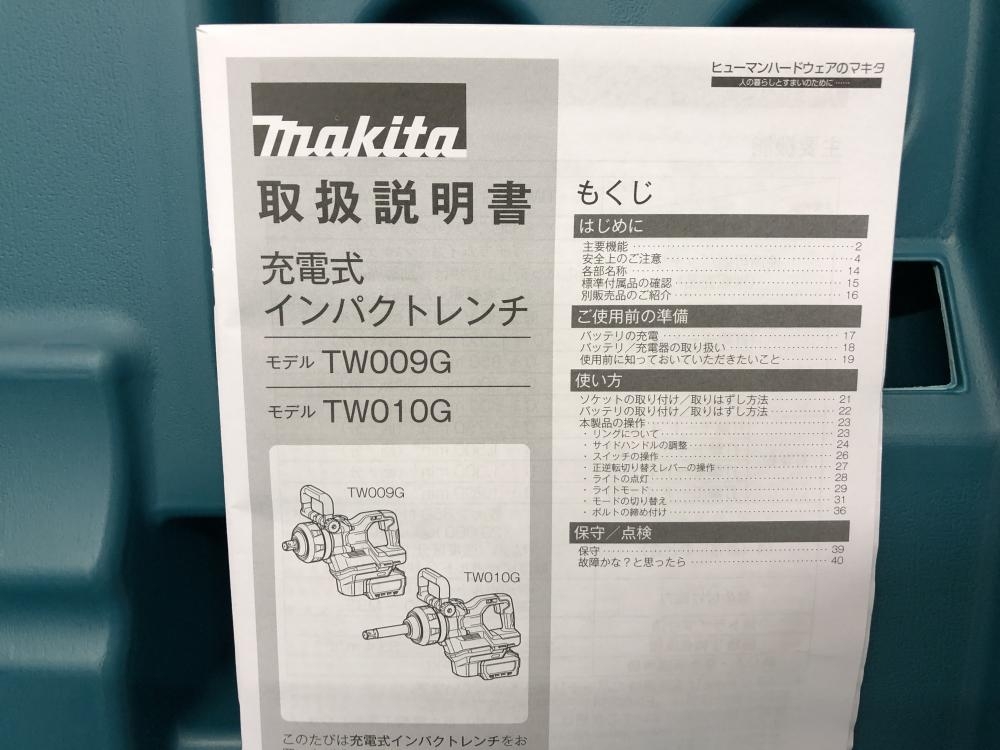 makita
取扱説明書
充電式
インパクトレンチ
モデル TW009G
モデル TW010G
TW009G
TW010G
このたびは充電式インパクトレンチをお
ヒューマンハードウェアのマキタ
人の暮らしとすまいのために……
もくじ
はじめに
主要機能 2
安全上のご注意 4
各部名称 14
標準付属品の確認 15
別販売品のご紹介 16
ご使用前の準備
バッテリの充電 17
バッテリ／充電器の取り扱い 18
使用前に知っておいていただきたいこと 19
使い方
ソケットの取り付け／取りはずし方法 21
バッテリの取り付け／取りはずし方法 22
本製品の操作 23
・ リングについて 23
・ サイドハンドルの調整 24
・ スイッチの操作 26
・ 正逆転切り替えレバーの操作 27
・ ライトの点灯 28
・ ライトモード 29
・ モードの切り替え 31
・ ボルトの締め付け 36
保守／点検
保守 39
故障かな？と思ったら 40